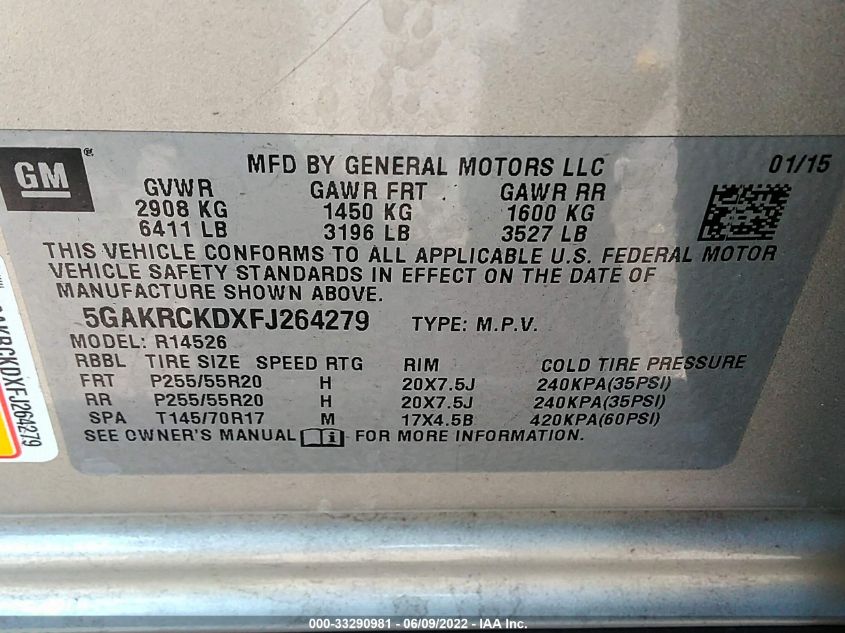 GM ®
MFD BY GENERAL MOTORS LLC 01/15
GVWR GAWR FRT GAWR RR
2908 KG 1450 KG 1600 KG
6411 LB 3196 LB 3527 LB
THIS VEHICLE CONFORMS TO ALL APPLICABLE U.S. FEDERAL MOTOR
VEHICLE SAFETY STANDARDS IN EFFECT ON THE DATE OF
MANUFACTURE SHOWN ABOVE.
5GAKRCKDXFJ264279 TYPE: M.P.V.
MODEL: R14526
RBBL TIRE SIZE SPEED RTG RIM COLD TIRE PRESSURE
FRT P255/55R20 H 20X7.5J 240KPA(35PSI)
RR P255/55R20 H 20X7.5J 240KPA(35PSI)
SPA T145/70R17 M 17X4.5B 420KPA(60PSI)
SEE OWNER'S MANUAL FOR MORE INFORMATION.
AKRCKDXFJ264279
000-33290981 - 06/09/2022 - IAA Inc.